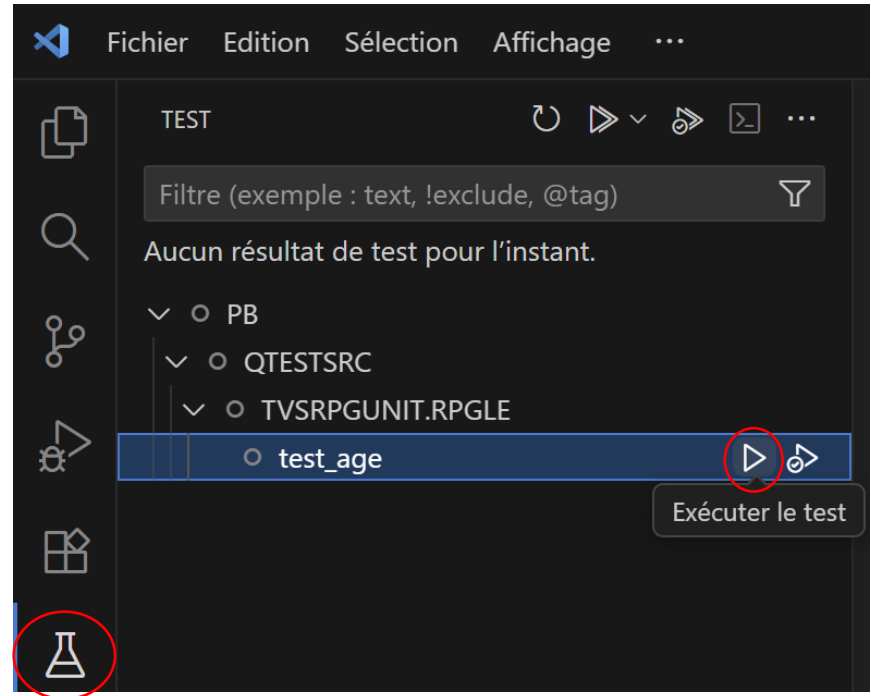 Fichier Edition Sélection Affichage ...
TEST
Filtre (exemple : text, !exclude, @tag)
Aucun résultat de test pour l'instant.
PB
QTESTSRC
TVSRPGUNIT.RPGLE
test_age
Exécuter le test